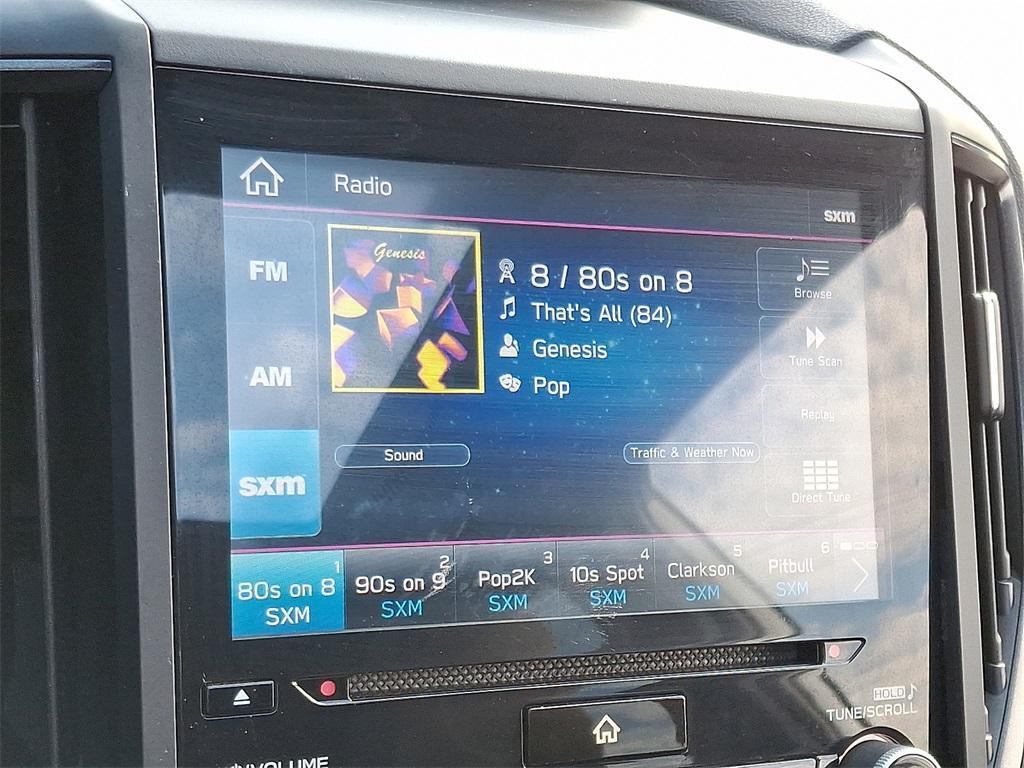 Radio
sxm
FM
AM
sxm
Genesis
8 / 80s on 8
That's All (84)
Genesis
Pop
Browse
Tune Scan
Replay
Direct Tune
Sound
Traffic & Weather Now
1
80s on 8
SXM
2
90s on 9
SXM
3
Pop2K
SXM
4
10s Spot
SXM
5
Clarkson
SXM
6
Pitbull
SXM
HOLD
TUNE/SCROLL
VOLUME